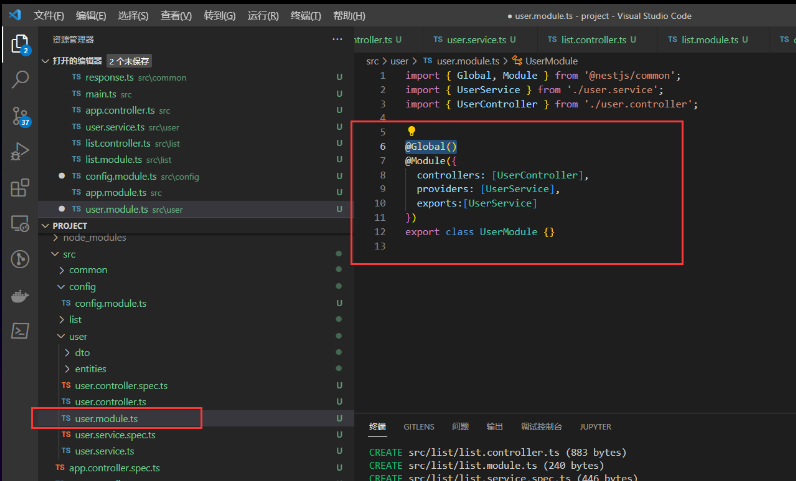 文件(F) 编辑(E) 选择(S) 查看(V) 转到(G) 运行(R) 终端(T) 帮助(H) ● user.module.ts - project - Visual Studio Code
资源管理器 ···
打开的编辑器 2 个未保存
TS response.ts src\common U
TS main.ts src U
TS app.controller.ts src U
TS user.service.ts src\user U
TS list.controller.ts src\list U
TS list.module.ts src\list U
● TS config.module.ts src\config U
TS app.module.ts src U
● TS user.module.ts src\user U
PROJECT
node_modules
src
common
config
TS config.module.ts U
list
user
dto
entities
TS user.controller.spec.ts U
TS user.controller.ts U
TS user.module.ts U
TS user.service.spec.ts U
TS user.service.ts U
TS app.controller.spec.ts U
2
37
ntroller.ts U TS user.service.ts U TS list.controller.ts U TS list.module.ts U TS
src > user > TS user.module.ts > UserModule
1 import { Global, Module } from '@nestjs/common';
2 import { UserService } from './user.service';
3 import { UserController } from './user.controller';
4
5
6 @Global()
7 @Module({
8 controllers: [UserController],
9 providers: [UserService],
10 exports:[UserService]
11 })
12 export class UserModule {}
13
终端 GITLENS 问题 输出 调试控制台 JUPYTER
CREATE src/list/list.controller.ts (883 bytes)
CREATE src/list/list.module.ts (240 bytes)
CREATE src/list/list.service.spec.ts (446 bytes)